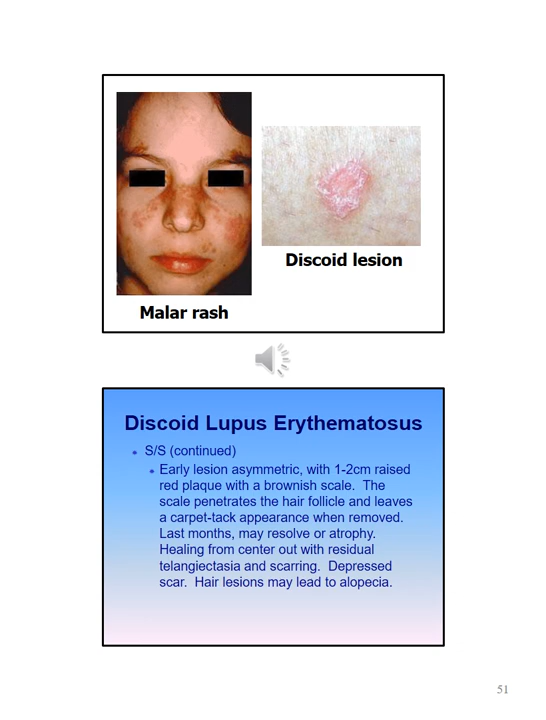 Discoid lesion
Malar rash
Discoid Lupus Erythematosus
S/S (continued)
Early lesion asymmetric, with 1-2cm raised
red plaque with a brownish scale.  The
scale penetrates the hair follicle and leaves
a carpet-tack appearance when removed.
Last months, may resolve or atrophy.
Healing from center out with residual
telangiectasia and scarring.  Depressed
scar.  Hair lesions may lead to alopecia.
51